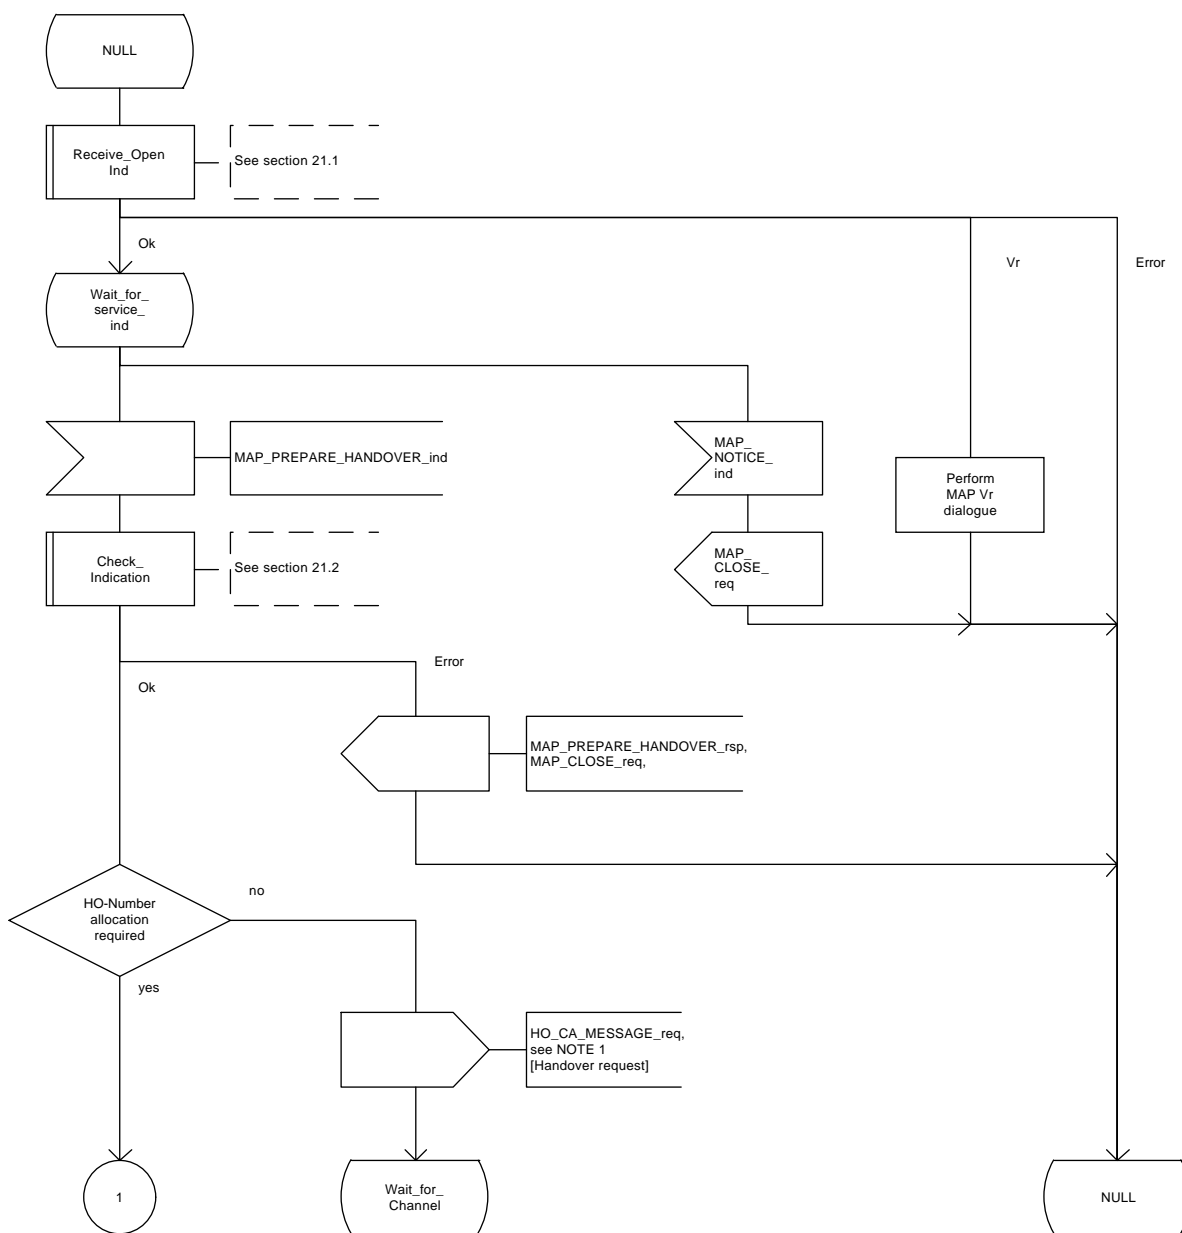 NULL
Receive_Open
Ind
See section 21.1
Ok
Vr
Error
Wait_for_
service_
ind
MAP_PREPARE_HANDOVER_ind
MAP_
NOTICE_
ind
Perform
MAP Vr
dialogue
Check_
Indication
See section 21.2
MAP_
CLOSE_
req
Error
Ok
MAP_PREPARE_HANDOVER_rsp,
MAP_CLOSE_req,
HO-Number
allocation
required
no
yes
HO_CA_MESSAGE_req,
see NOTE 1
[Handover request]
1
Wait_for_
Channel
NULL